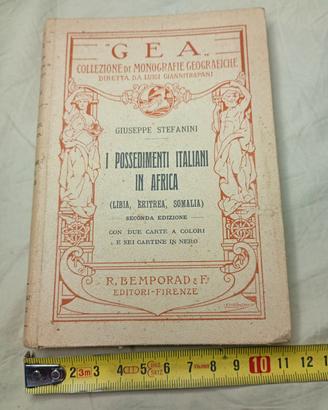 "GEA"
COLLEZIONE DI MONOGRAFIE GEOGRAFICHE
DIRETTA DA LUIGI GIANNITRAPANI
GIUSEPPE STEFANINI
I POSSEDIMENTI ITALIANI
IN AFRICA
(LIBIA, ERITREA, SOMALIA)
SECONDA EDIZIONE
CON DUE CARTE A COLORI
E SEI CARTINE IN NERO
R. BEMPORAD & F.º
EDITORI-FIRENZE
2 3m 3 4 5 6 7 8 9 10 11 12